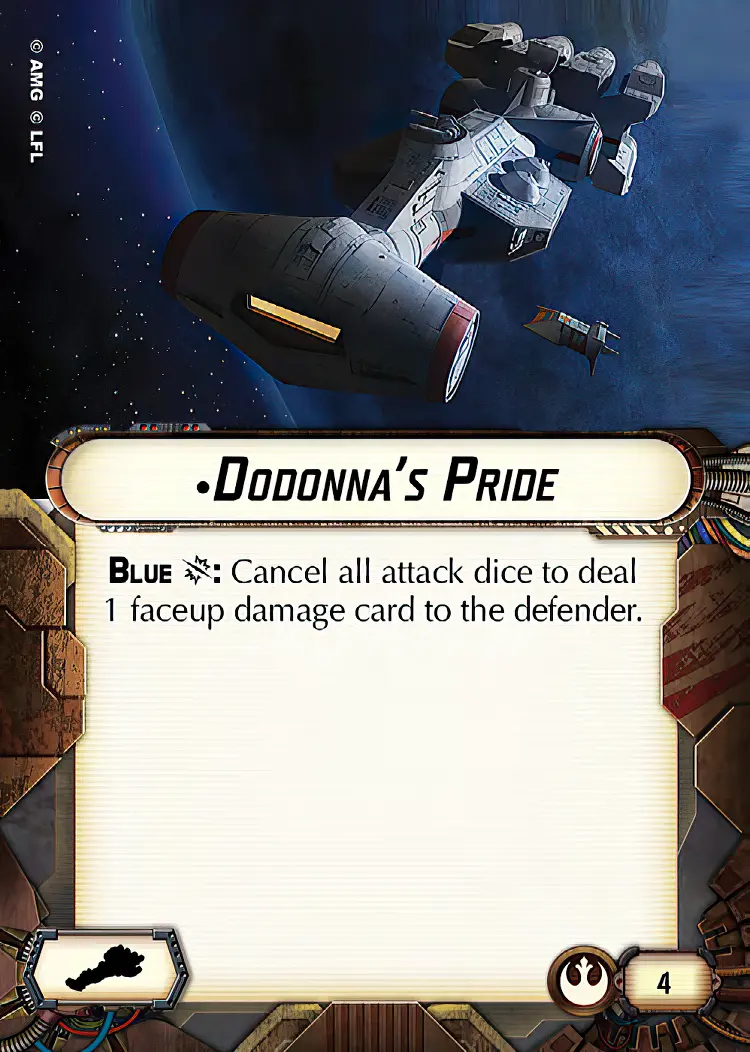 © AMG © LFL
•Dodonna's Pride
Blue : Cancel all attack dice to deal
1 faceup damage card to the defender.
4